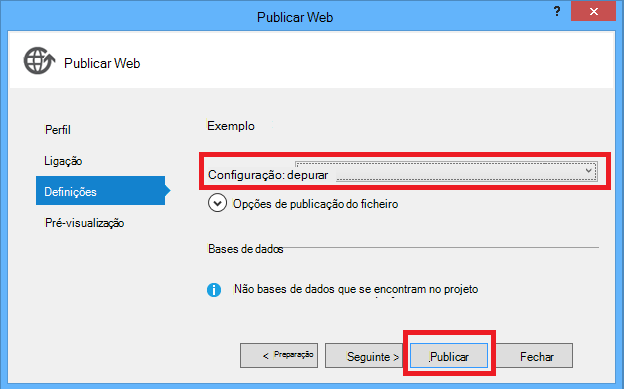 Publicar Web
?
Publicar Web
Perfil
Ligação
Definições
Pré-visualização
Exemplo
Configuração: depurar
Opções de publicação do ficheiro
Bases de dados
Não bases de dados que se encontram no projeto
< Preparação
Seguinte >
Publicar
Fechar